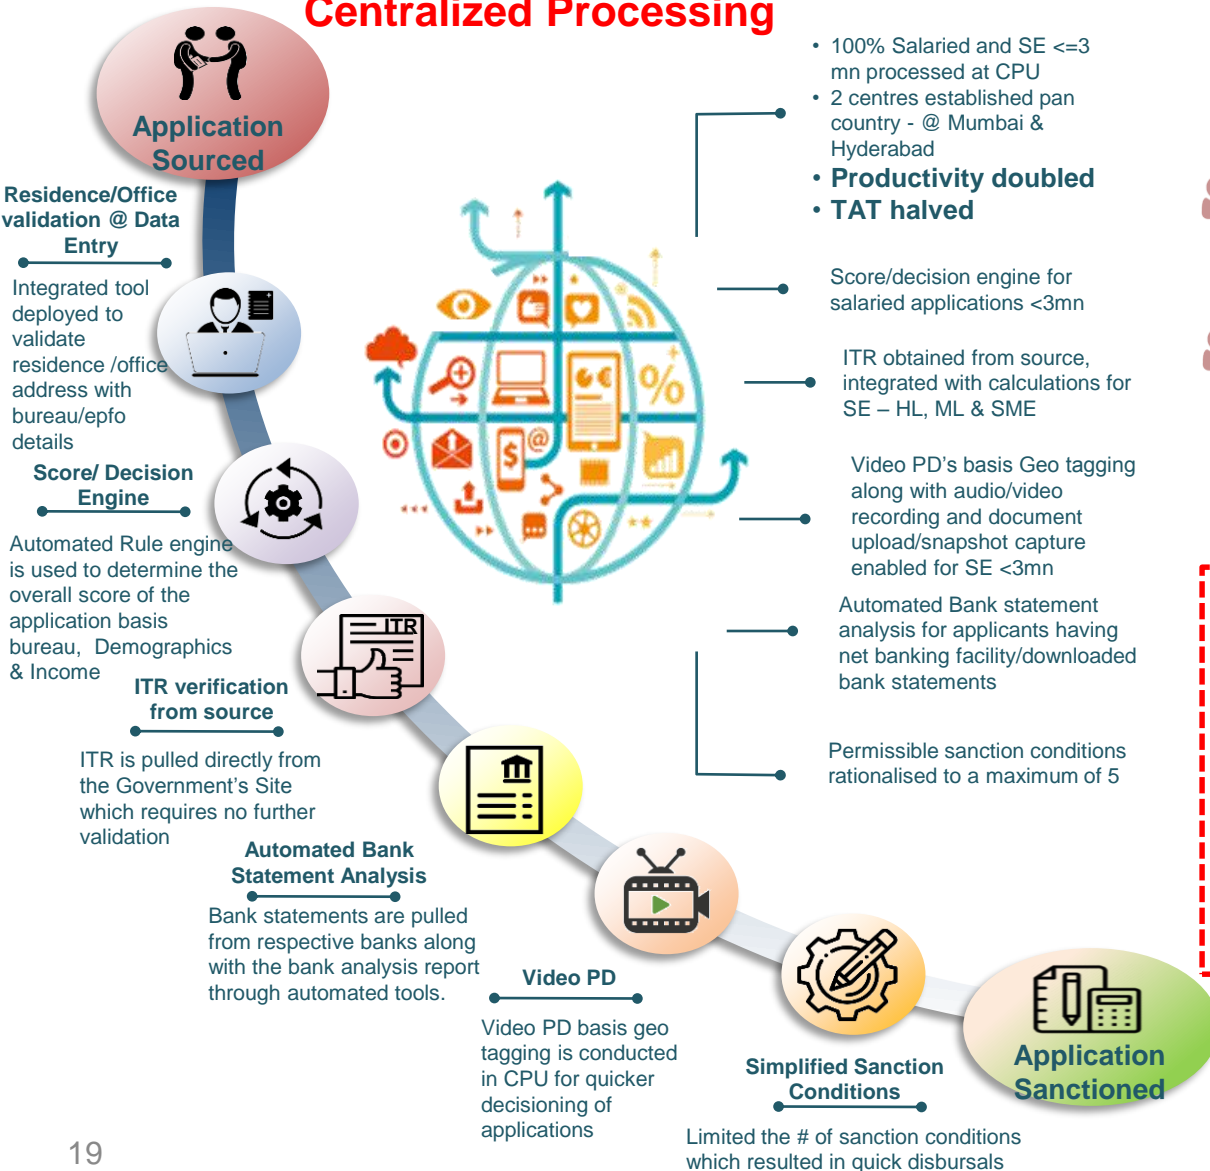 Centralized Processing
Application
Sourced
Residence/Office
validation @ Data
Entry
Integrated tool
deployed to
validate
residence /office
address with
bureau/epfo
details
Score/ Decision
Engine
Automated Rule engine
is used to determine the
overall score of the
application basis
bureau, Demographics
& Income
ITR
ITR verification
from source
ITR is pulled directly from
the Government's Site
which requires no further
validation
Automated Bank
Statement Analysis
Bank statements are pulled
from respective banks along
with the bank analysis report
through automated tools.
Video PD
Video PD basis geo
tagging is conducted
in CPU for quicker
decisioning of
applications
Simplified Sanction
Conditions
Limited the # of sanction conditions
which resulted in quick disbursals
Application
Sanctioned
• 100% Salaried and SE <=3
mn processed at CPU
• 2 centres established pan
country - @ Mumbai &
Hyderabad
• Productivity doubled
• TAT halved
Score/decision engine for
salaried applications <3mn
ITR obtained from source,
integrated with calculations for
SE – HL, ML & SME
Video PD's basis Geo tagging
along with audio/video
recording and document
upload/snapshot capture
enabled for SE <3mn
Automated Bank statement
analysis for applicants having
net banking facility/downloaded
bank statements
Permissible sanction conditions
rationalised to a maximum of 5
19